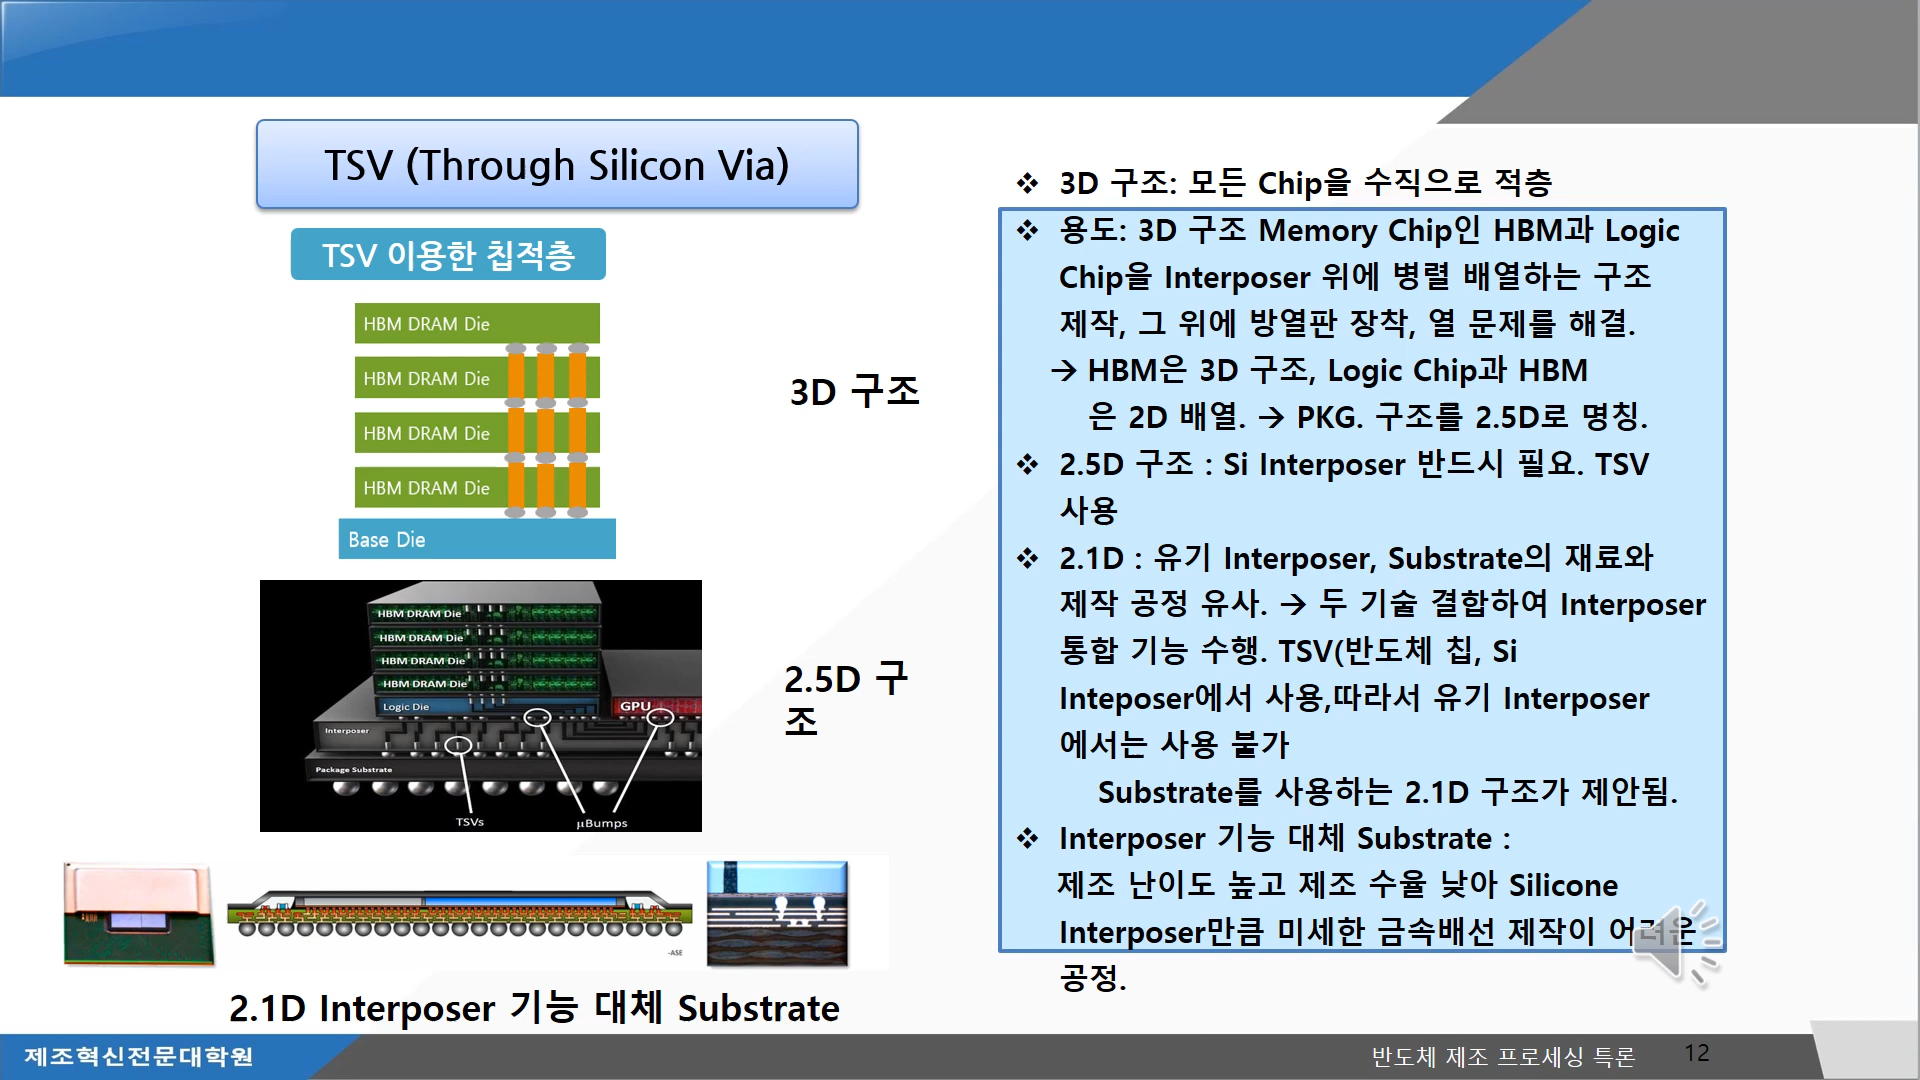 TSV (Through Silicon Via)
TSV 이용한 칩적층
HBM DRAM Die
HBM DRAM Die
HBM DRAM Die
HBM DRAM Die
Base Die
3D 구조
HBM DRAM Die
HBM DRAM Die
HBM DRAM Die
HBM DRAM Die
Logic Die
GPU
Interposer
Package Substrate
TSVs
µBumps
2.5D 구
조
-ASE
2.1D Interposer 기능 대체 Substrate
❖ 3D 구조: 모든 Chip을 수직으로 적층
❖ 용도: 3D 구조 Memory Chip인 HBM과 Logic
Chip을 Interposer 위에 병렬 배열하는 구조
제작, 그 위에 방열판 장착, 열 문제를 해결.
→ HBM은 3D 구조, Logic Chip과 HBM
은 2D 배열. → PKG. 구조를 2.5D로 명칭.
❖ 2.5D 구조 : Si Interposer 반드시 필요. TSV
사용
❖ 2.1D : 유기 Interposer, Substrate의 재료와
제작 공정 유사. → 두 기술 결합하여 Interposer
통합 기능 수행. TSV(반도체 칩, Si
Inteposer에서 사용,따라서 유기 Interposer
에서는 사용 불가
Substrate를 사용하는 2.1D 구조가 제안됨.
❖ Interposer 기능 대체 Substrate :
제조 난이도 높고 제조 수율 낮아 Silicone
Interposer만큼 미세한 금속배선 제작이 어려운
공정.
제조혁신전문대학원
반도체 제조 프로세싱 특론
12